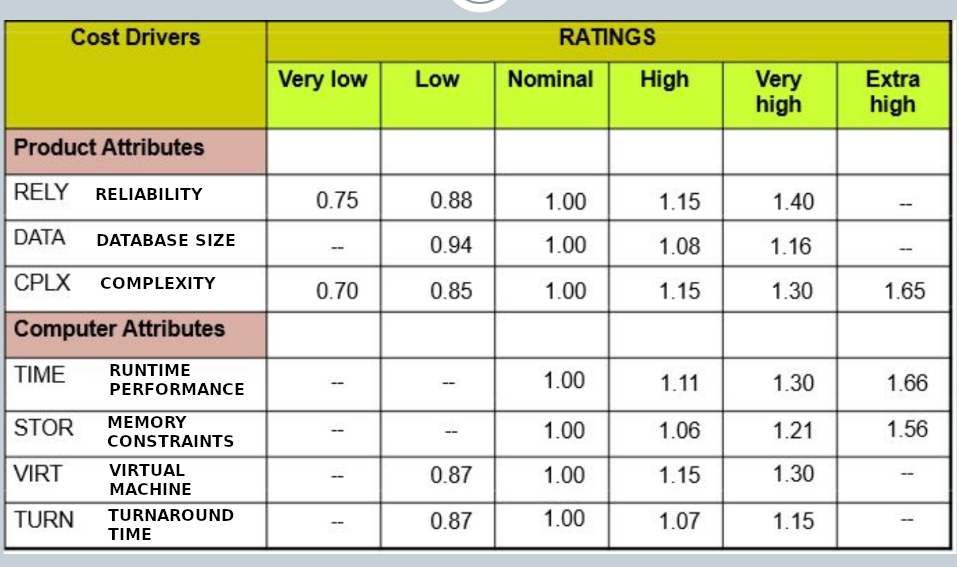 Cost Drivers RATINGS
Very low Low Nominal High Very high Extra high
Product Attributes
RELY RELIABILITY 0.75 0.88 1.00 1.15 1.40 --
DATA DATABASE SIZE -- 0.94 1.00 1.08 1.16 --
CPLX COMPLEXITY 0.70 0.85 1.00 1.15 1.30 1.65
Computer Attributes
TIME RUNTIME PERFORMANCE -- -- 1.00 1.11 1.30 1.66
STOR MEMORY CONSTRAINTS -- -- 1.00 1.06 1.21 1.56
VIRT VIRTUAL MACHINE -- 0.87 1.00 1.15 1.30 --
TURN TURNAROUND TIME -- 0.87 1.00 1.07 1.15 --